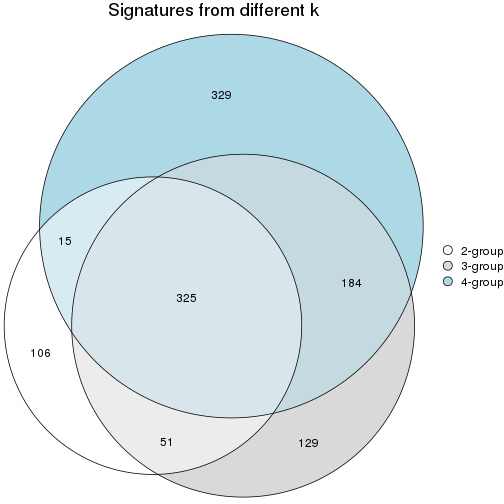 Signatures from different k
329
15
2-group
3-group
4-group
184
325
106
51
129